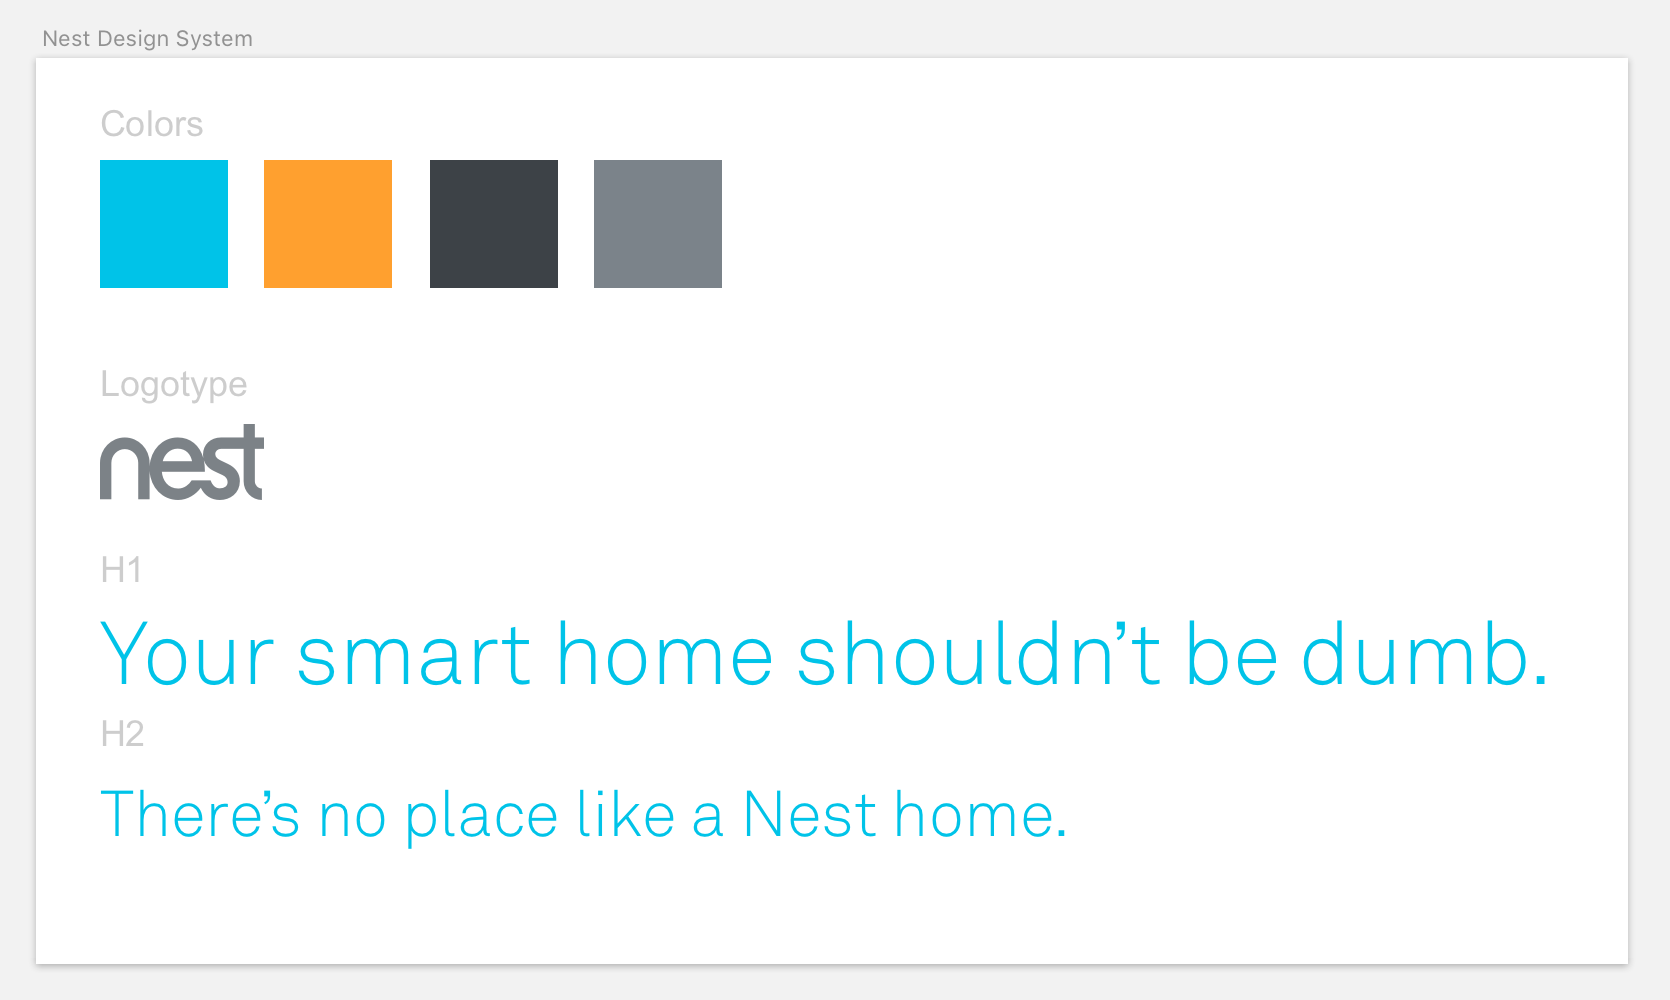 Nest Design System
Colors
Logotype
nest
H1
Your smart home shouldn’t be dumb.
H2
There’s no place like a Nest home.